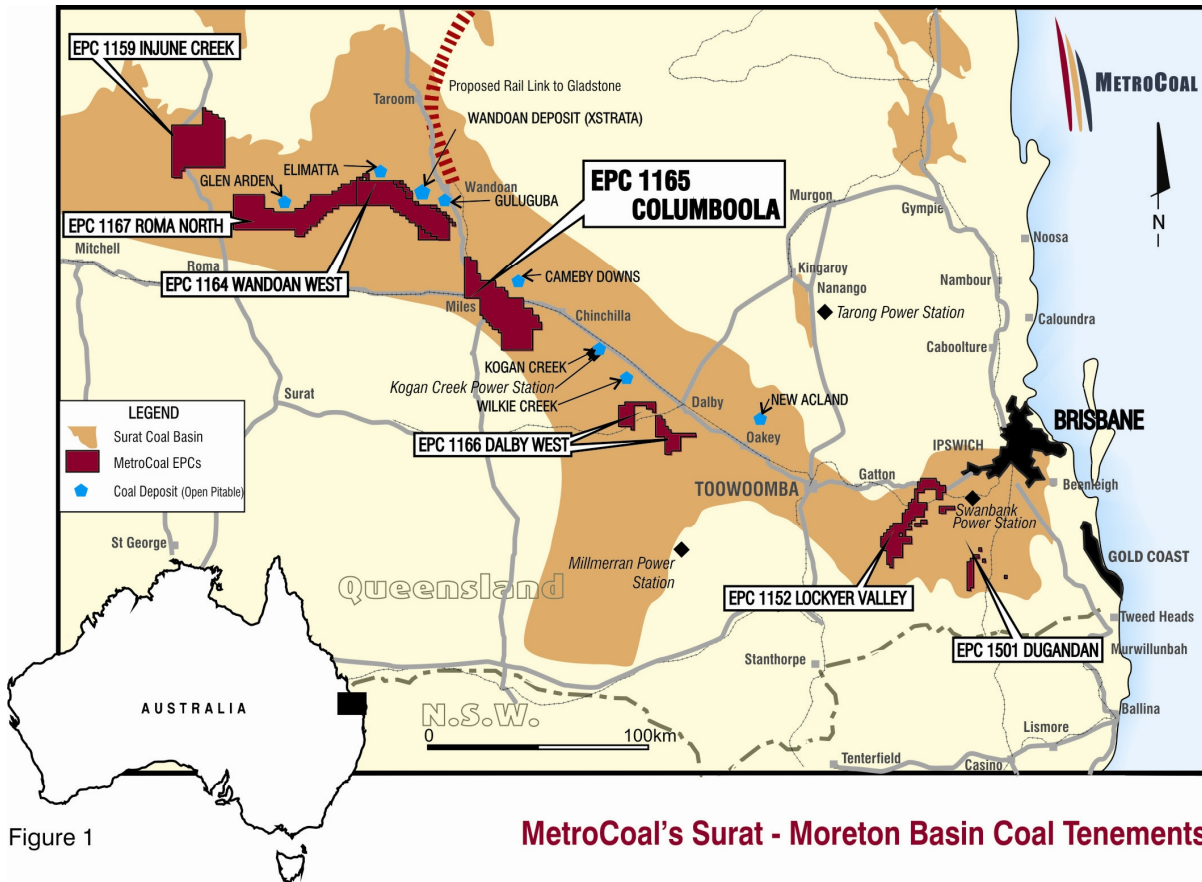 EPC 1159 INJUNE CREEK
Proposed Rail Link to Gladstone
METROCOAL
Taroom
WANDOAN DEPOSIT (XSTRATA)
ELIMATTA
GLEN ARDEN
Wandoan
GULUGUBA
EPC 1165
COLUMBOOLA
Murgon
Gympie
N
EPC 1167 ROMA NORTH
Mitchell
Roma
Noosa
EPC 1164 WANDOAN WEST
CAMEBY DOWNS
Kingaroy
Nanango
Nambour
Miles
Chinchilla
Tarong Power Station
Caloundra
Caboolture
KOGAN CREEK
Kogan Creek Power Station
WILKIE CREEK
Surat
Dalby
NEW ACLAND
Oakey
LEGEND
Surat Coal Basin
MetroCoal EPCs
Coal Deposit (Open Pitable)
EPC 1166 DALBY WEST
BRISBANE
IPSWICH
TOOWOOMBA
Gatton
Beenleigh
Swanbank
Power Station
St George
Millmerran Power
Station
GOLD COAST
Queensland
EPC 1152 LOCKYER VALLEY
Tweed Heads
EPC 1501 DUGANDAN
Murwillunbah
Stanthorpe
AUSTRALIA
N.S.W.
Ballina
Lismore
0 100km
Tenterfield
Casino
Figure 1
MetroCoal's Surat - Moreton Basin Coal Tenements